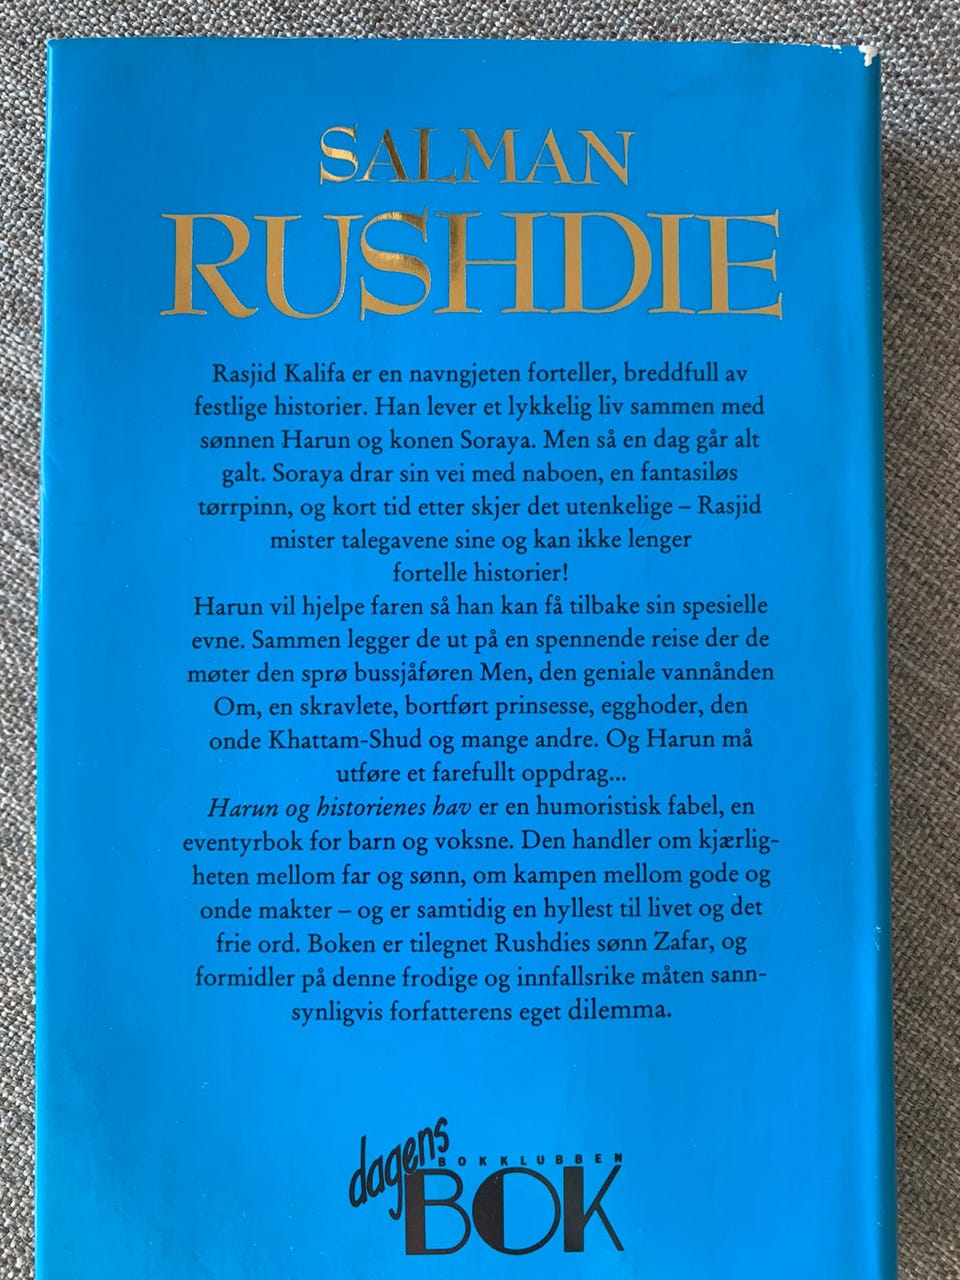 SALMAN
RUSHDIE
Rasjid Kalifa er en navngjeten forteller, breddfull av
festlige historier. Han lever et lykkelig liv sammen med
sønnen Harun og konen Soraya. Men så en dag går alt
galt. Soraya drar sin vei med naboen, en fantasiløs
tørrpinn, og kort tid etter skjer det utenkelige – Rasjid
mister talegavene sine og kan ikke lenger
fortelle historier!
Harun vil hjelpe faren så han kan få tilbake sin spesielle
evne. Sammen legger de ut på en spennende reise der de
møter den sprø bussjåføren Men, den geniale vannånden
Om, en skravlete, bortført prinsesse, egghoder, den
onde Khattam-Shud og mange andre. Og Harun må
utføre et farefullt oppdrag...
Harun og historienes hav er en humoristisk fabel, en
eventyrbok for barn og voksne. Den handler om kjærlig-
heten mellom far og sønn, om kampen mellom gode og
onde makter – og er samtidig en hyllest til livet og det
frie ord. Boken er tilegnet Rushdies sønn Zafar, og
formidler på denne frodige og innfallsrike måten sann-
synligvis forfatterens eget dilemma.
dagens
BOKKLUBBEN
BOK